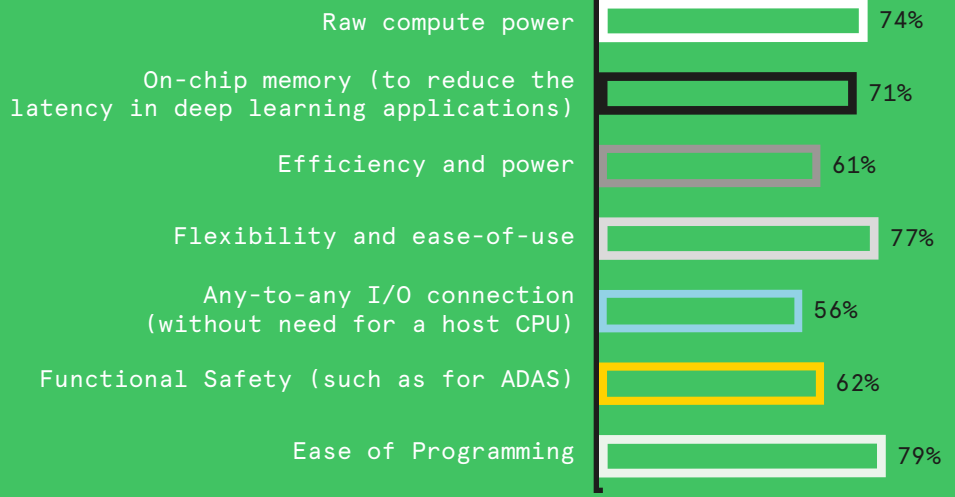 Raw compute power 74%
On-chip memory (to reduce the
latency in deep learning applications) 71%
Efficiency and power 61%
Flexibility and ease-of-use 77%
Any-to-any I/O connection
(without need for a host CPU) 56%
Functional Safety (such as for ADAS) 62%
Ease of Programming 79%